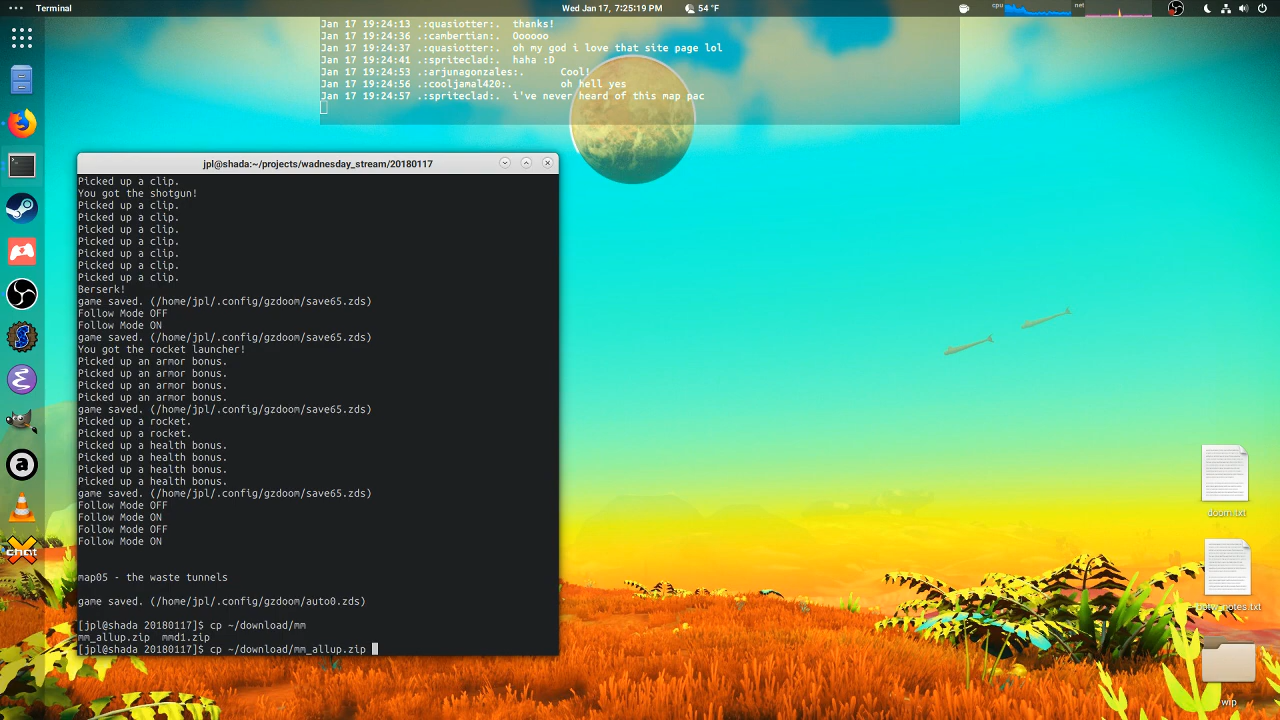 Terminal
Wed Jan 17, 7:25:19 PM
54 °F
cpu
net
Jan 17 19:24:13 .:quasiotter:. thanks!
Jan 17 19:24:36 .:cambertian:. Oooooo
Jan 17 19:24:37 .:quasiotter:. oh my god i love that site page lol
Jan 17 19:24:41 .:spriteclad:. haha :D
Jan 17 19:24:53 .:arjunagonzales:. Cool!
Jan 17 19:24:56 .:cooljamal420:. oh hell yes
Jan 17 19:24:57 .:spriteclad:. i've never heard of this map pac
jpl@shada:~/projects/wadnesday_stream/20180117
Picked up a clip.
You got the shotgun!
Picked up a clip.
Picked up a clip.
Picked up a clip.
Picked up a clip.
Picked up a clip.
Picked up a clip.
Picked up a clip.
Berserk!
game saved. (/home/jpl/.config/gzdoom/save65.zds)
Follow Mode OFF
Follow Mode ON
game saved. (/home/jpl/.config/gzdoom/save65.zds)
You got the rocket launcher!
Picked up an armor bonus.
Picked up an armor bonus.
Picked up an armor bonus.
Picked up an armor bonus.
game saved. (/home/jpl/.config/gzdoom/save65.zds)
Picked up a rocket.
Picked up a rocket.
Picked up a health bonus.
Picked up a health bonus.
Picked up a health bonus.
Picked up a health bonus.
game saved. (/home/jpl/.config/gzdoom/save65.zds)
Follow Mode OFF
Follow Mode ON
Follow Mode OFF
Follow Mode ON
map05 - the waste tunnels
game saved. (/home/jpl/.config/gzdoom/auto0.zds)
[jpl@shada 20180117]$ cp ~/download/mm
mm_allup.zip mmd1.zip
[jpl@shada 20180117]$ cp ~/download/mm_allup.zip
a
chat
doom.txt
botw_notes.txt
wip